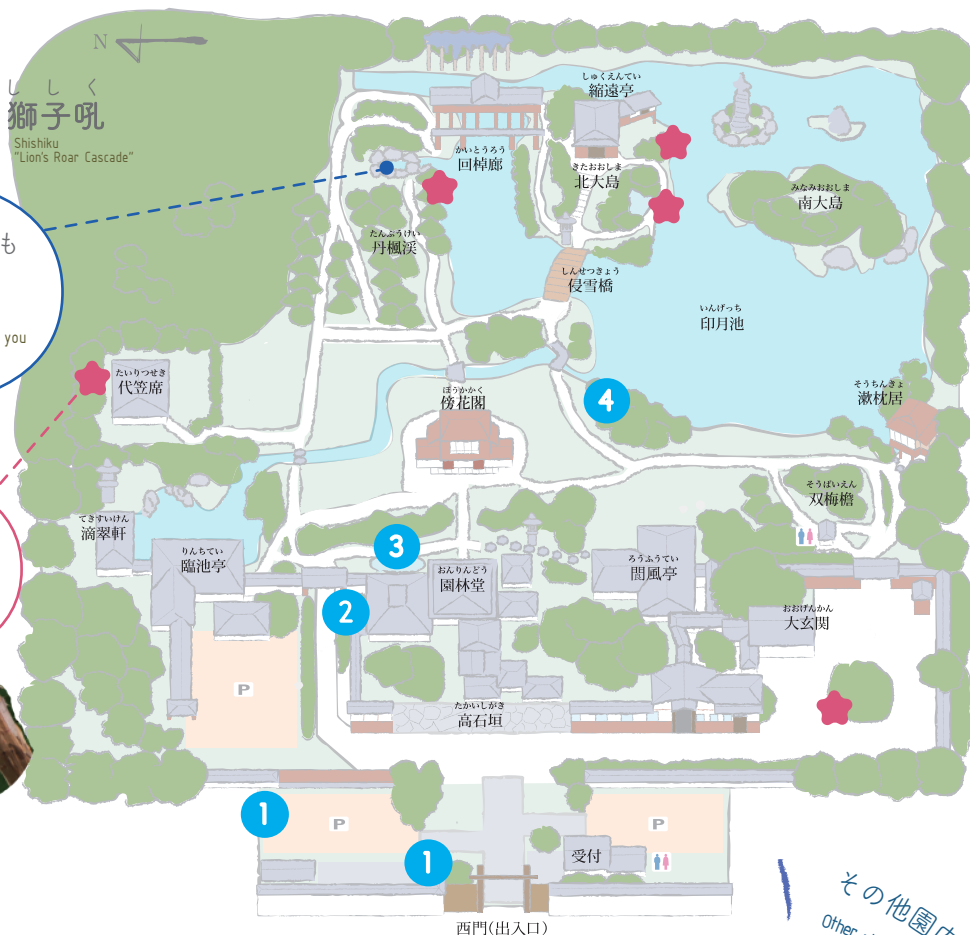 N
ししく
獅子吼
Shishiku
"Lion's Roar Cascade"
も
you
しゅくえんてい
縮遠亭
かいとうろう
回棹廊
きたおおしま
北大島
みなみおおしま
南大島
たんぷうけい
丹楓渓
しんせつきょう
侵雪橋
いんげっち
印月池
たいりつせき
代笠席
ぼうかかく
傍花閣
4
そうちんきょ
漱枕居
そうばいえん
双梅檐
てきすいけん
滴翠軒
りんちてい
臨池亭
3
おんりんどう
園林堂
ろうふうてい
閬風亭
2
おおげんかん
大玄関
P
たかいしがき
高石垣
1
P
P
1
受付
西門(出入口)
その他園内
Other